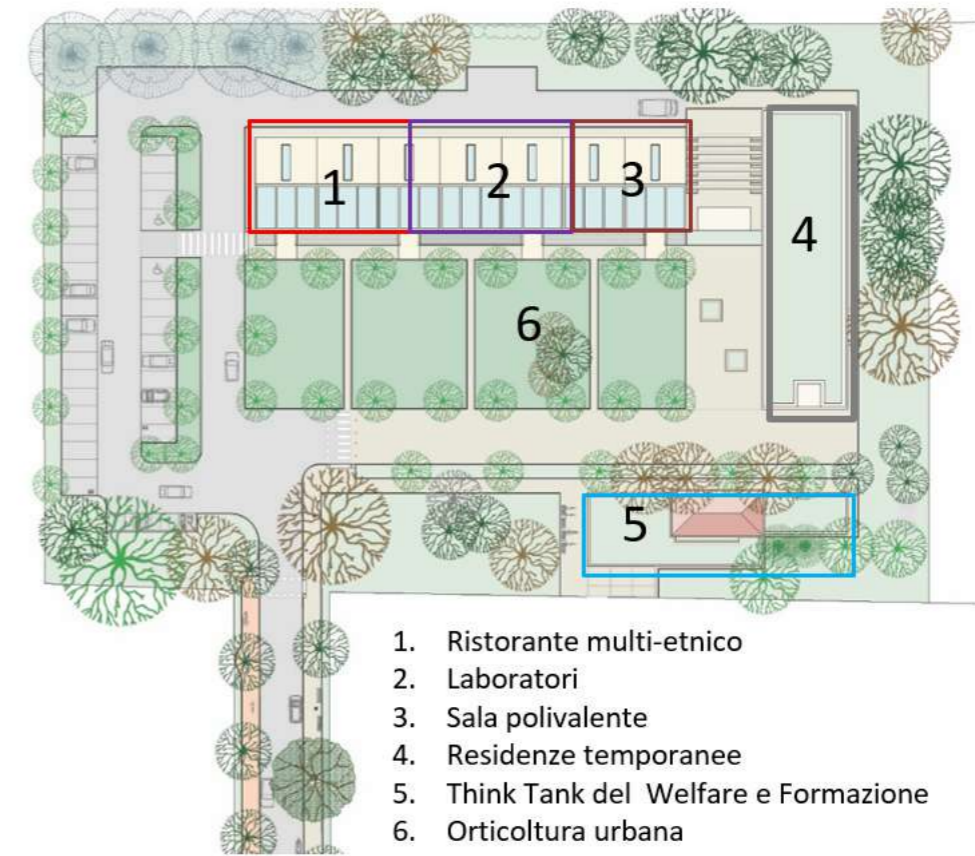 1
2
3
4
6
5
1. Ristorante multi-etnico
2. Laboratori
3. Sala polivalente
4. Residenze temporanee
5. Think Tank del Welfare e Formazione
6. Orticoltura urbana